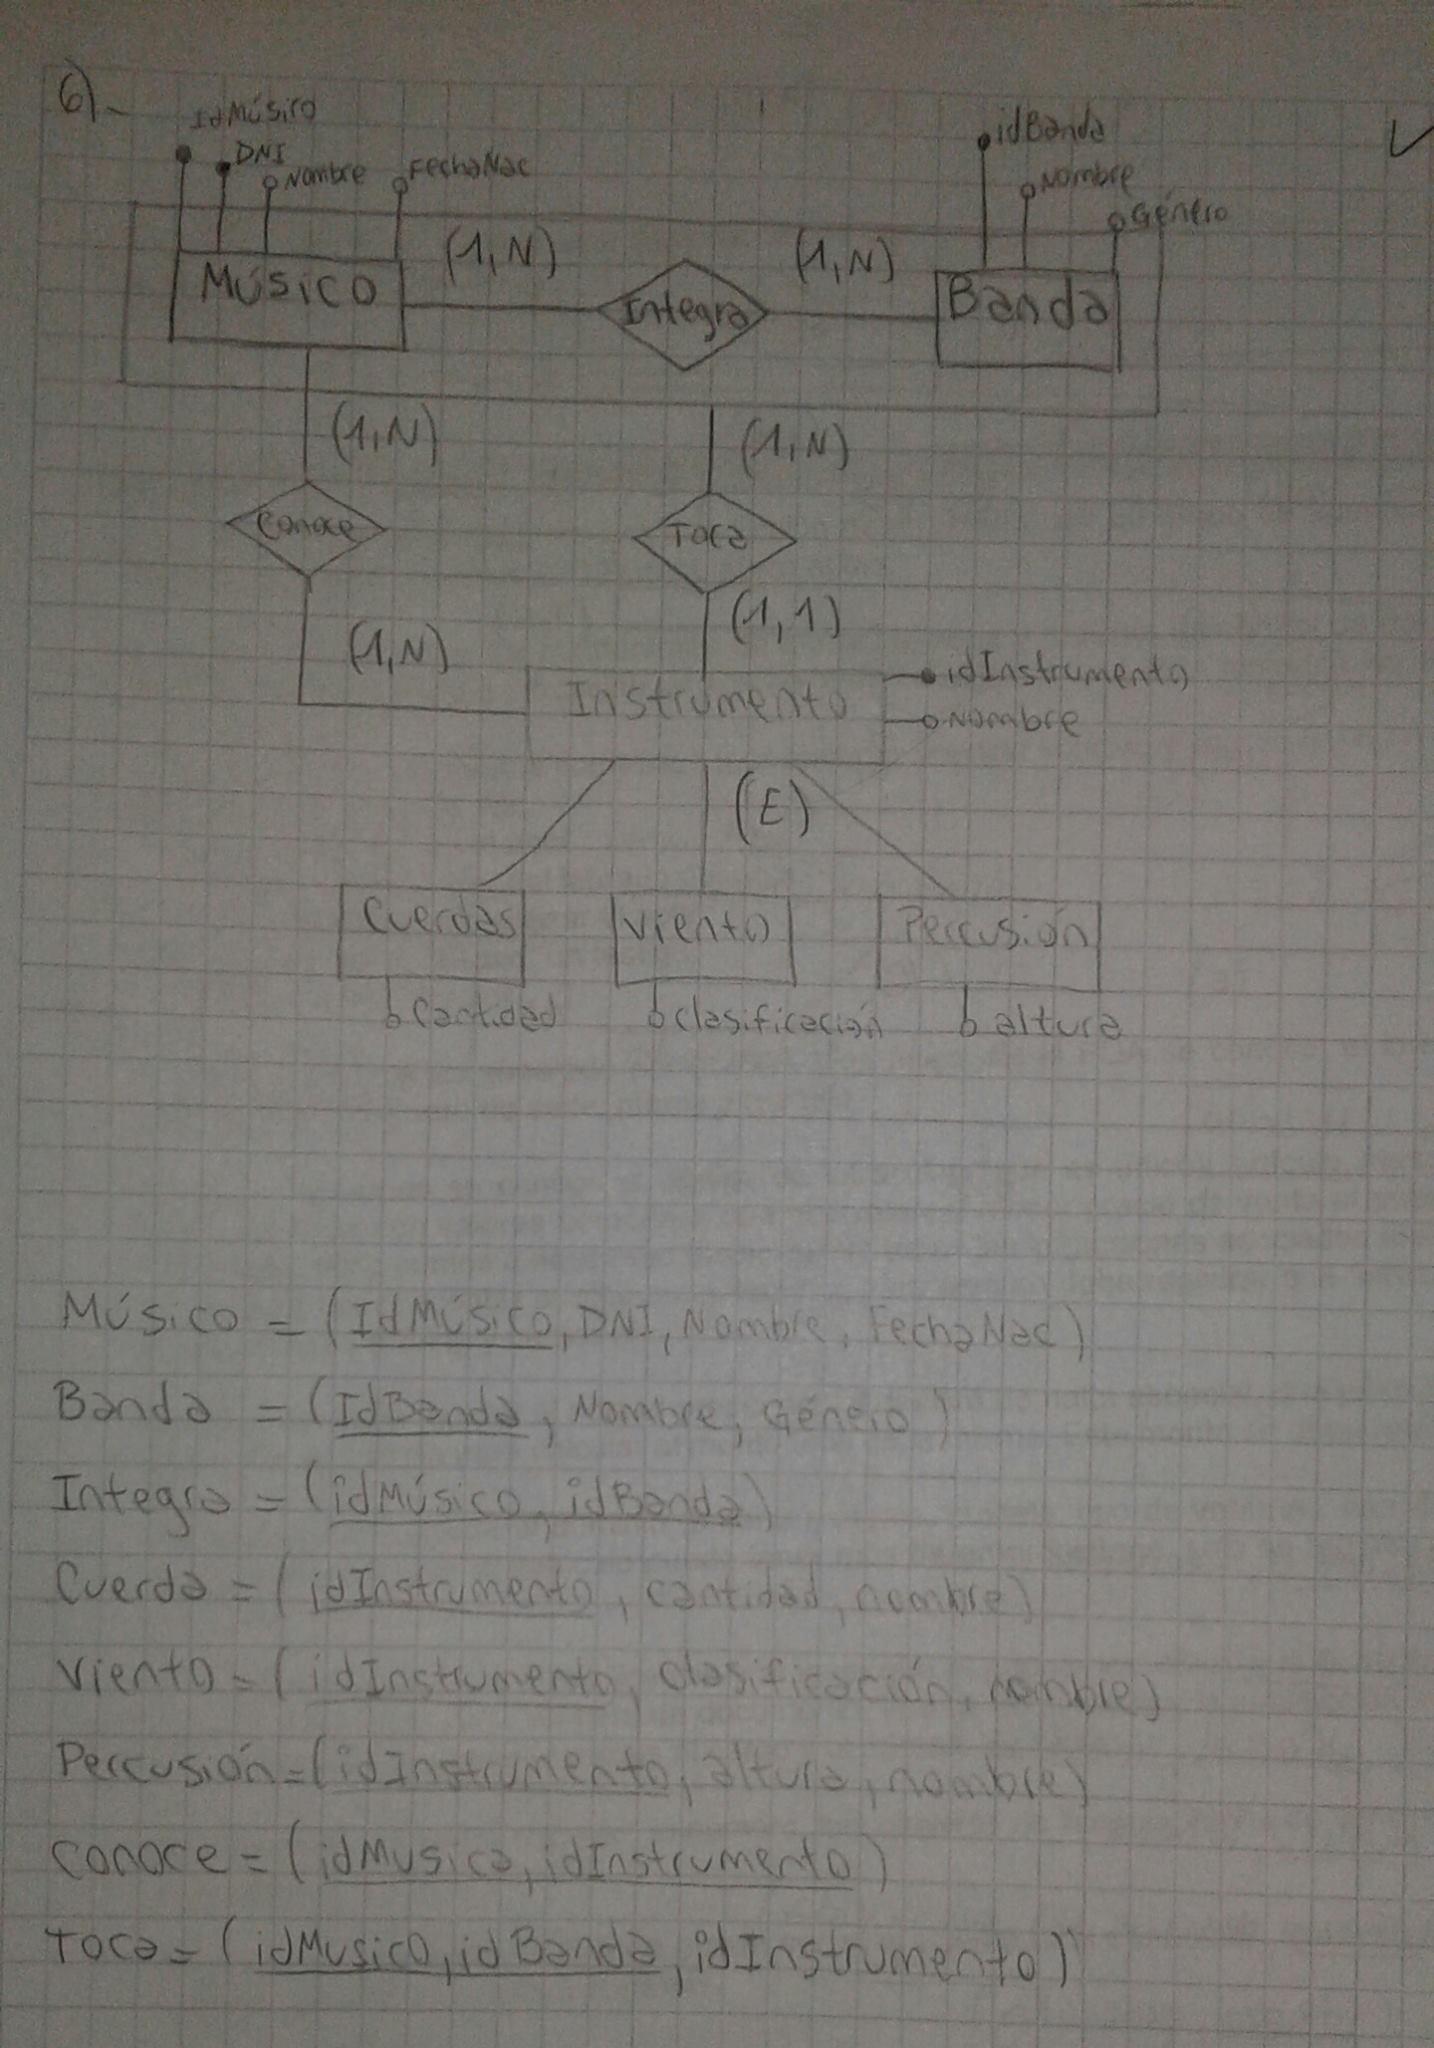 6)-
IdMúsico
DNI
Nombre
FechaNac
idBanda
Nombre
Género
Músico
(1,N)
Integra
(1,N)
Banda
(1,N)
(1,N)
Conoce
Toca
(1,1)
(1,N)
Instrumento
idInstrumento
Nombre
(E)
Cuerdas
Viento
Percusión
Cantidad
clasificación
altura
Músico = (IdMúsico, DNI, Nombre, FechaNac)
Banda = (IdBanda, Nombre, Género)
Integra = (idMúsico, idBanda)
Cuerda = (idInstrumento, cantidad, nombre)
Viento = (idInstrumento, clasificación, nombre)
Percusión = (idInstrumento, altura, nombre)
Conoce = (idMusico, idInstrumento)
Toca = (idMusico, idBanda, idInstrumento)